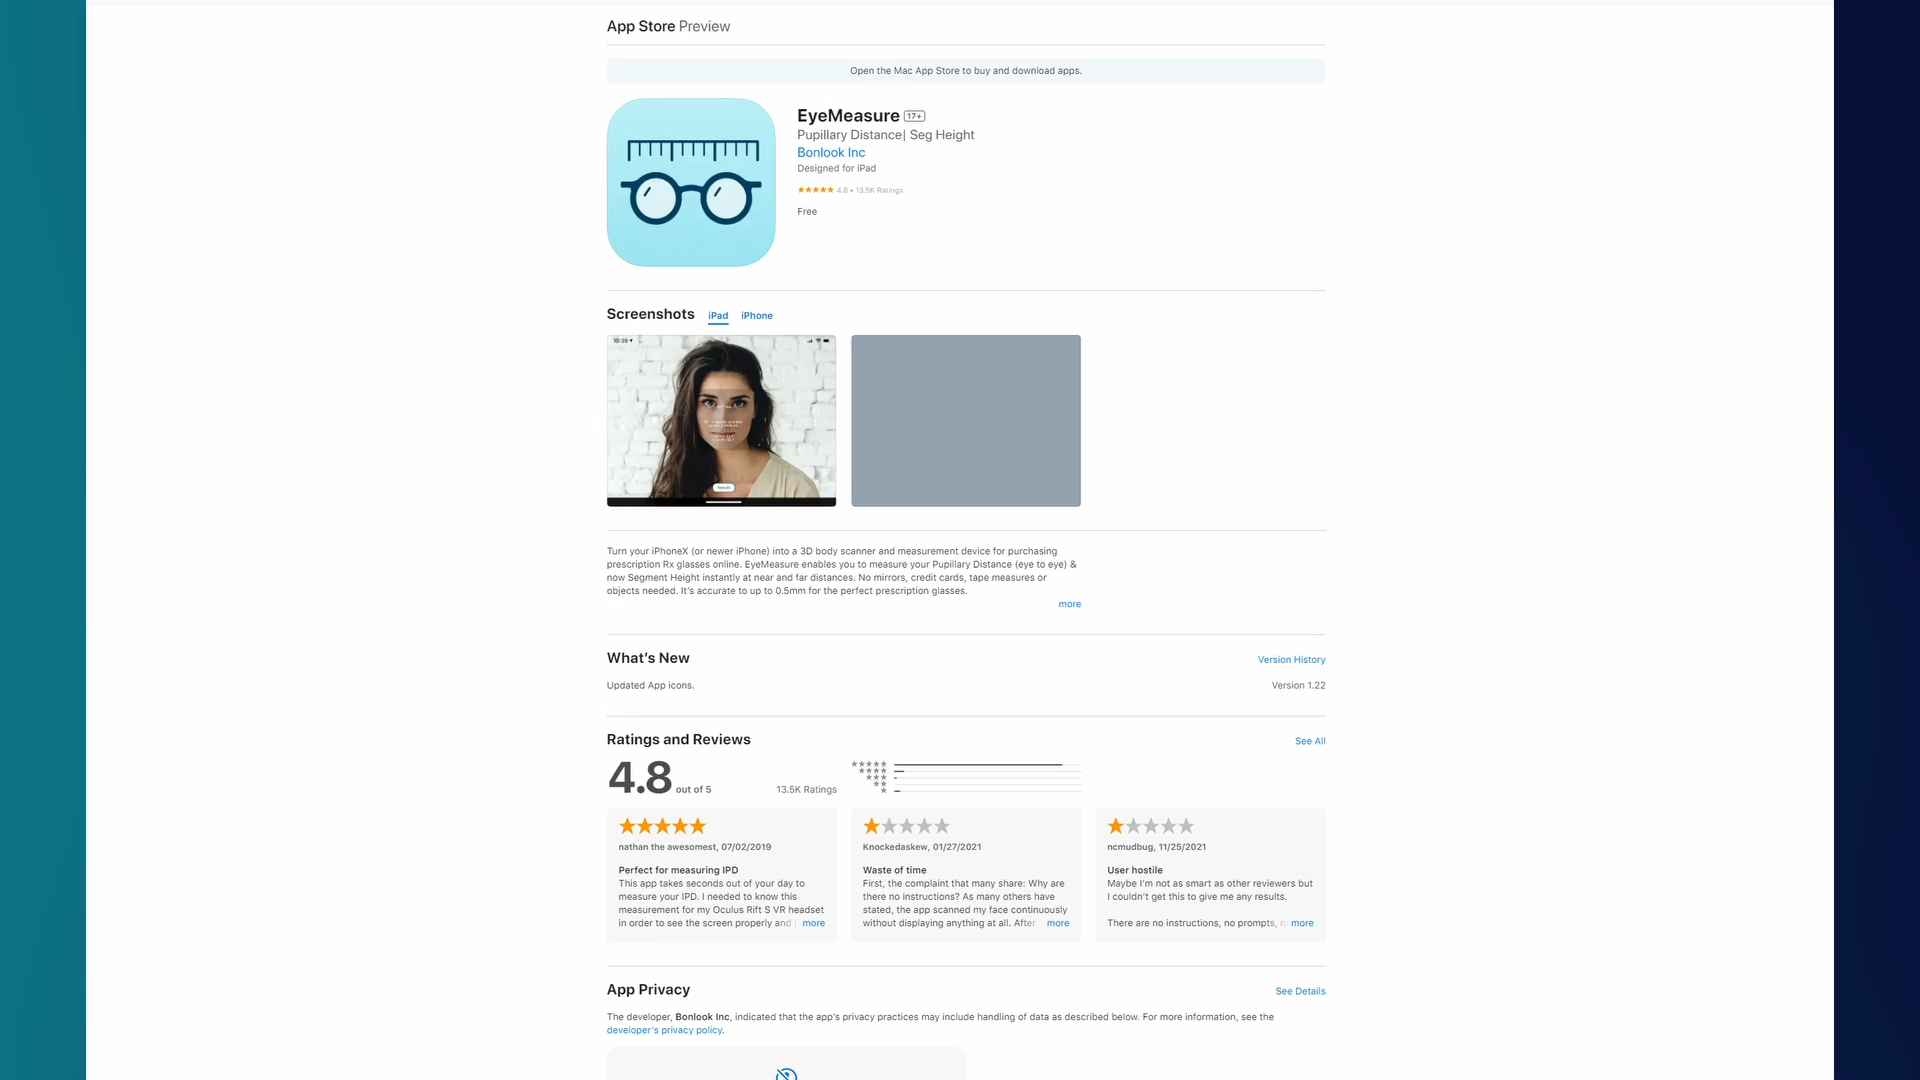 App Store Preview
Open the Mac App Store to buy and download apps.
EyeMeasure 17+
Pupillary Distance| Seg Height
Bonlook Inc
Designed for iPad
★★★★★ 4.8 • 13.5K Ratings
Free
Screenshots iPad iPhone
10:39
Turn your iPhoneX (or newer iPhone) into a 3D body scanner and measurement device for purchasing
prescription Rx glasses online. EyeMeasure enables you to measure your Pupillary Distance (eye to eye) &
now Segment Height instantly at near and far distances. No mirrors, credit cards, tape measures or
objects needed. It's accurate to up to 0.5mm for the perfect prescription glasses.
more
What's New
Version History
Updated App icons.
Version 1.22
Ratings and Reviews
See All
4.8 out of 5
13.5K Ratings
nathan the awesomest, 07/02/2019
Perfect for measuring IPD
This app takes seconds out of your day to
measure your IPD. I needed to know this
measurement for my Oculus Rift S VR headset
in order to see the screen properly and more
Knockedaskew, 01/27/2021
Waste of time
First, the complaint that many share: Why are
there no instructions? As many others have
stated, the app scanned my face continuously
without displaying anything at all. After more
ncmudbug, 11/25/2021
User hostile
Maybe I'm not as smart as other reviewers but
I couldn't get this to give me any results.
There are no instructions, no prompts, more
App Privacy
See Details
The developer, Bonlook Inc, indicated that the app's privacy practices may include handling of data as described below. For more information, see the
developer's privacy policy.